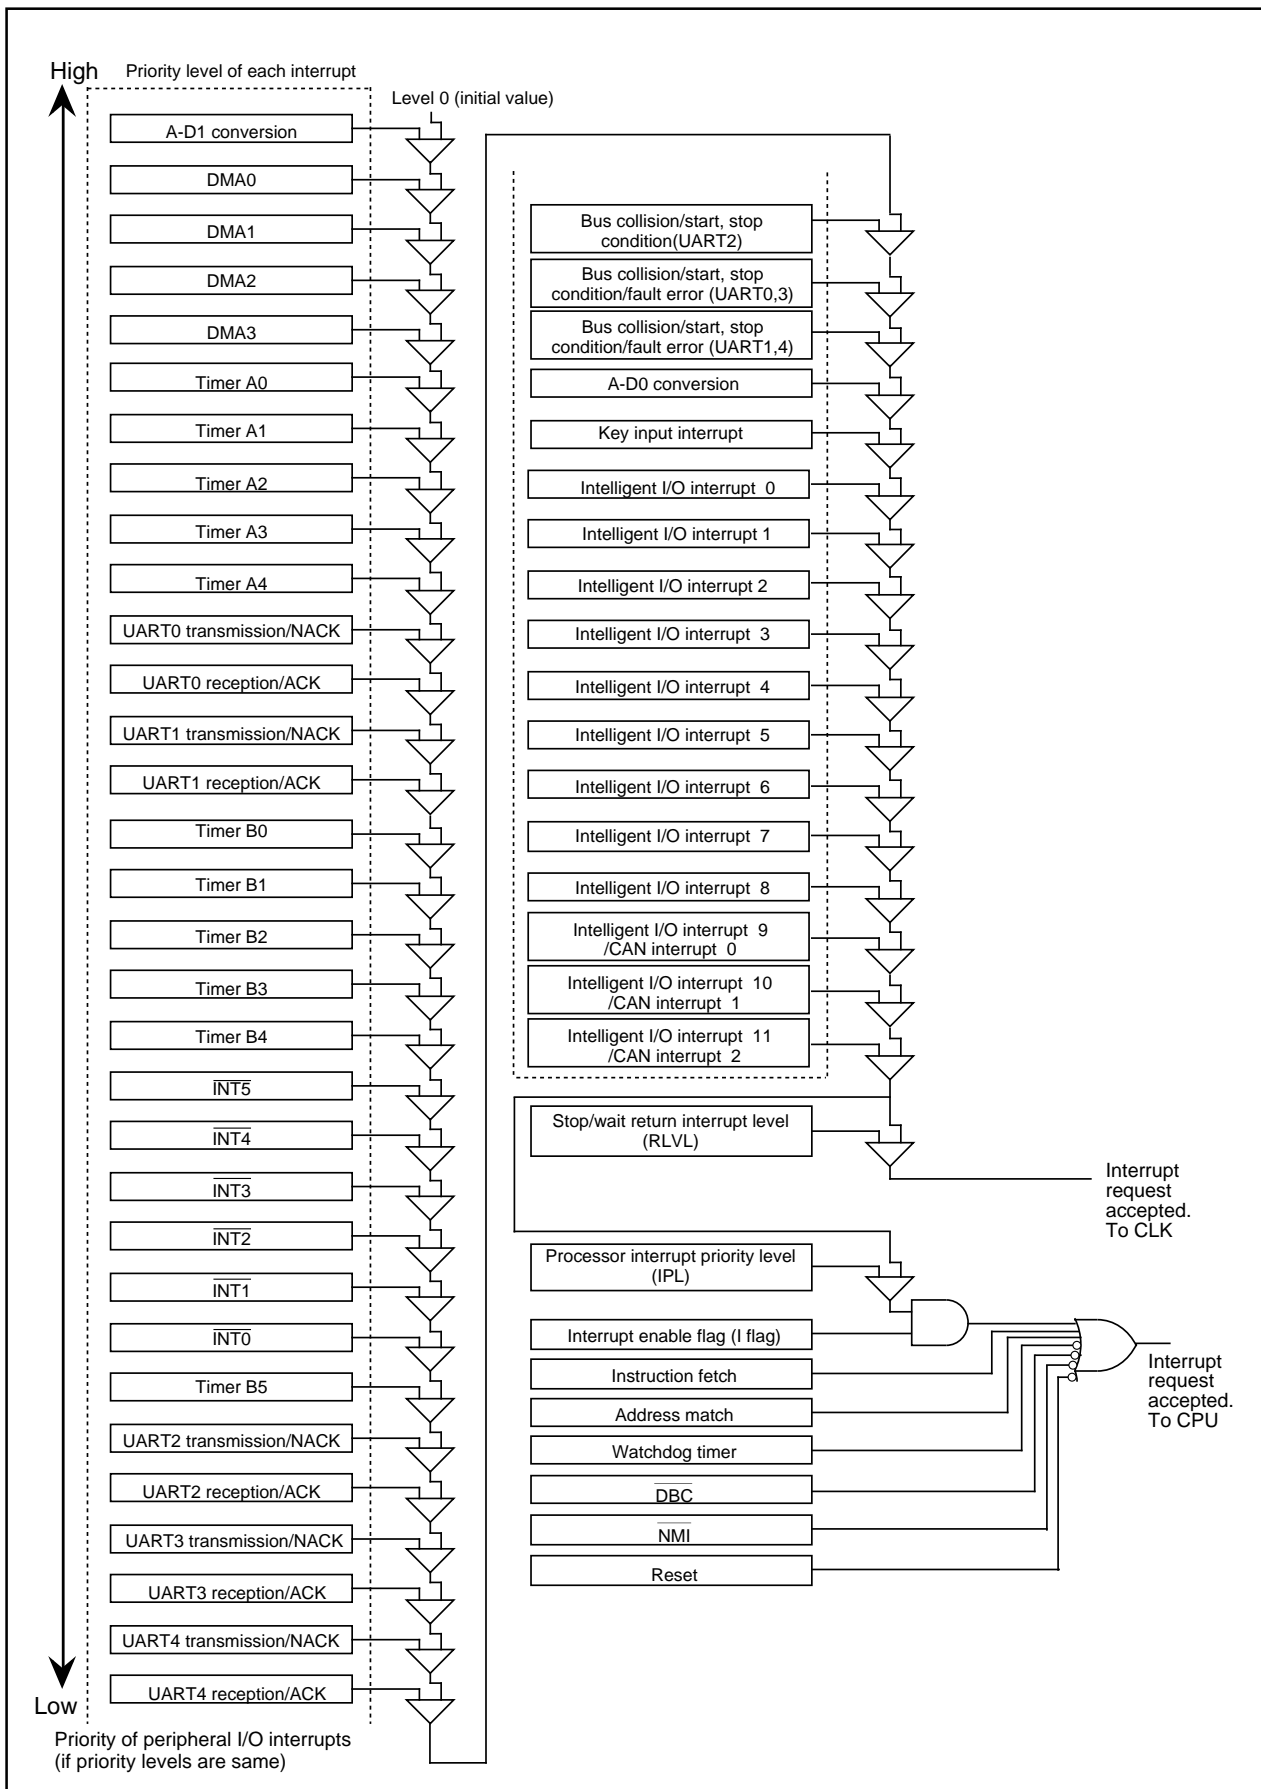 High
Priority level of each interrupt
Level 0 (initial value)
A-D1 conversion
DMA0
DMA1
DMA2
DMA3
Timer A0
Timer A1
Timer A2
Timer A3
Timer A4
UART0 transmission/NACK
UART0 reception/ACK
UART1 transmission/NACK
UART1 reception/ACK
Timer B0
Timer B1
Timer B2
Timer B3
Timer B4
INT5
INT4
INT3
INT2
INT1
INT0
Timer B5
UART2 transmission/NACK
UART2 reception/ACK
UART3 transmission/NACK
UART3 reception/ACK
UART4 transmission/NACK
UART4 reception/ACK
Low
Priority of peripheral I/O interrupts
(if priority levels are same)
Bus collision/start, stop
condition(UART2)
Bus collision/start, stop
condition/fault error (UART0,3)
Bus collision/start, stop
condition/fault error (UART1,4)
A-D0 conversion
Key input interrupt
Intelligent I/O interrupt 0
Intelligent I/O interrupt 1
Intelligent I/O interrupt 2
Intelligent I/O interrupt 3
Intelligent I/O interrupt 4
Intelligent I/O interrupt 5
Intelligent I/O interrupt 6
Intelligent I/O interrupt 7
Intelligent I/O interrupt 8
Intelligent I/O interrupt 9
/CAN interrupt 0
Intelligent I/O interrupt 10
/CAN interrupt 1
Intelligent I/O interrupt 11
/CAN interrupt 2
Stop/wait return interrupt level
(RLVL)
Interrupt
request
accepted.
To CLK
Processor interrupt priority level
(IPL)
Interrupt enable flag (I flag)
Instruction fetch
Address match
Watchdog timer
DBC
NMI
Reset
Interrupt
request
accepted.
To CPU